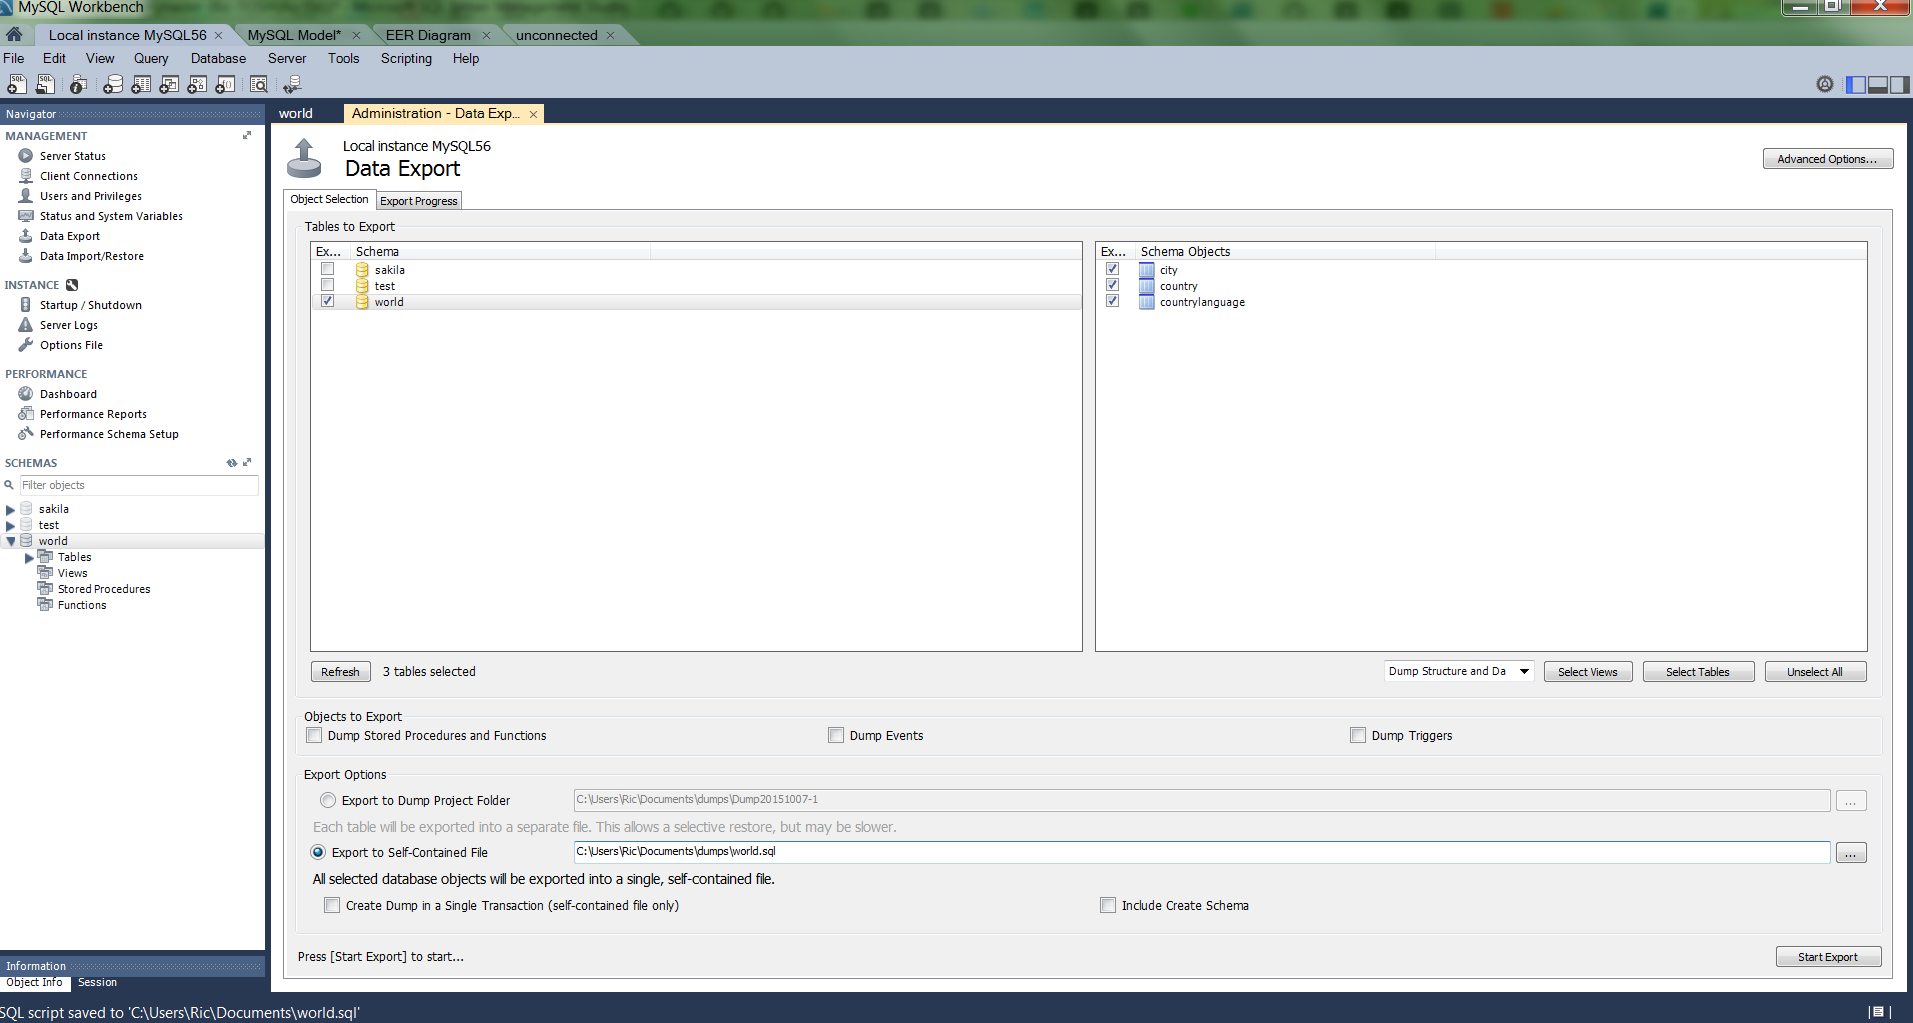 MySQL Workbench
Local instance MySQL56
MySQL Model*
EER Diagram
unconnected
File Edit View Query Database Server Tools Scripting Help
Navigator
MANAGEMENT
Server Status
Client Connections
Users and Privileges
Status and System Variables
Data Export
Data Import/Restore
INSTANCE
Startup / Shutdown
Server Logs
Options File
PERFORMANCE
Dashboard
Performance Reports
Performance Schema Setup
SCHEMAS
Filter objects
sakila
test
world
Tables
Views
Stored Procedures
Functions
Information
Object Info Session
world
Administration - Data Exp...
Local instance MySQL56
Data Export
Advanced Options...
Object Selection
Export Progress
Tables to Export
Ex... Schema
sakila
test
world
Ex... Schema Objects
city
country
countrylanguage
Refresh
3 tables selected
Dump Structure and Da
Select Views
Select Tables
Unselect All
Objects to Export
Dump Stored Procedures and Functions
Dump Events
Dump Triggers
Export Options
Export to Dump Project Folder
C:\Users\Ric\Documents\dumps\Dump20151007-1
...
Each table will be exported into a separate file. This allows a selective restore, but may be slower.
Export to Self-Contained File
C:\Users\Ric\Documents\dumps\world.sql
...
All selected database objects will be exported into a single, self-contained file.
Create Dump in a Single Transaction (self-contained file only)
Include Create Schema
Press [Start Export] to start...
Start Export
SQL script saved to 'C:\Users\Ric\Documents\world.sql'